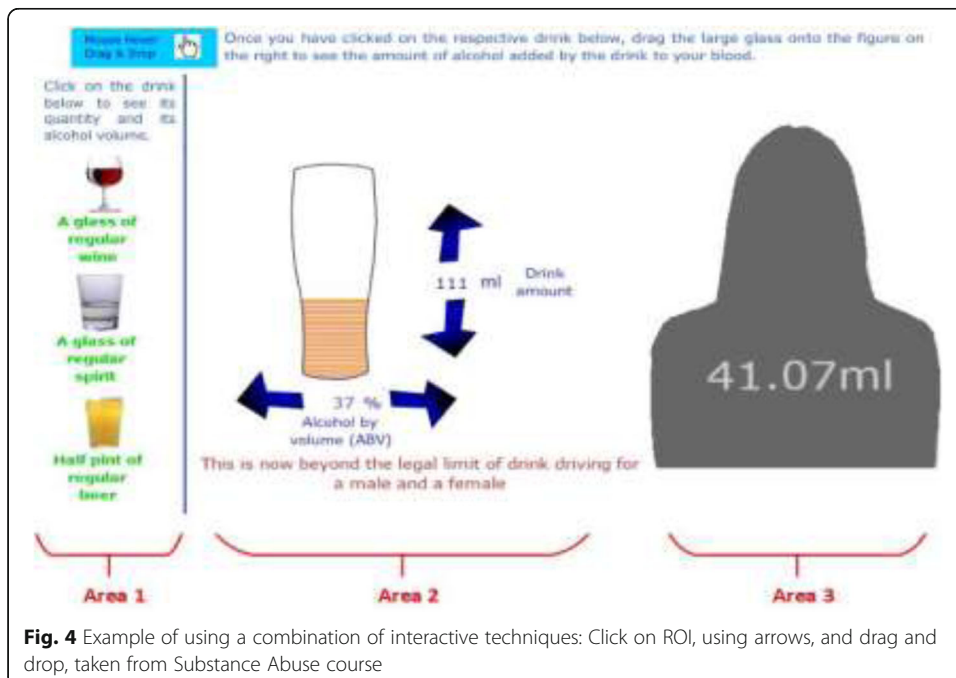 Mouse Hover
Drag & Drop
Once you have clicked on the respective drink below, drag the large glass onto the figure on
the right to see the amount of alcohol added by the drink to your blood.
Click on the drink
below to see its
quantity and its
alcohol volume.
A glass of
regular
wine
A glass of
regular
spirit
Half pint of
regular
beer
111 ml
Drink
amount
37 %
Alcohol by
volume (ABV)
This is now beyond the legal limit of drink driving for
a male and a female
41.07ml
Area 1
Area 2
Area 3
Fig. 4 Example of using a combination of interactive techniques: Click on ROI, using arrows, and drag and
drop, taken from Substance Abuse course